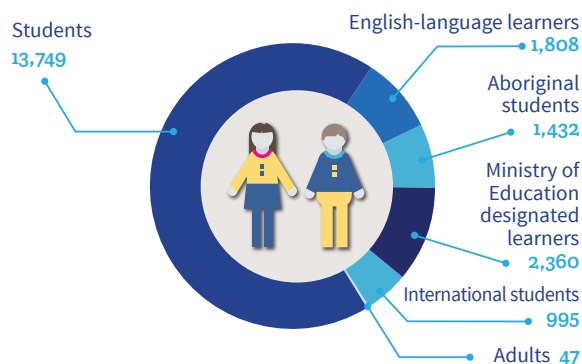 Students
13,749
English-language learners
1,808
Aboriginal
students
1,432
Ministry of
Education
designated
learners
2,360
International students
995
Adults 47